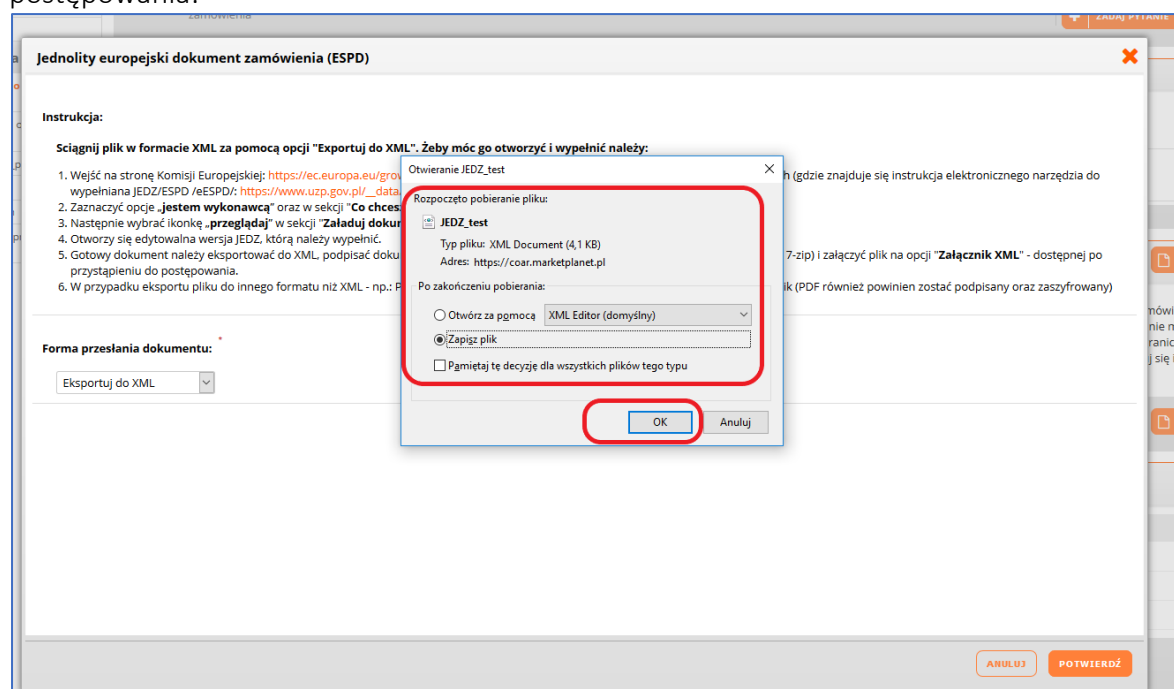 postępowania.
zamówienia
ZADAJ PYTANIE
Jednolity europejski dokument zamówienia (ESPD)
Instrukcja:
Sciągnij plik w formacie XML za pomocą opcji "Exportuj do XML". Żeby móc go otworzyć i wypełnić należy:
1. Wejść na stronę Komisji Europejskiej: https://ec.europa.eu/grow h (gdzie znajduje się instrukcja elektronicznego narzędzia do
wypełniana JEDZ/ESPD /eESPD/: https://www.uzp.gov.pl/__data
2. Zaznaczyć opcje „jestem wykonawcą" oraz w sekcji "Co chces
3. Następnie wybrać ikonkę „przeglądaj” w sekcji "Załaduj dokur
4. Otworzy się edytowalna wersja JEDZ, którą należy wypełnić.
5. Gotowy dokument należy eksportować do XML, podpisać doku 7-zip) i załączyć plik na opcji "Załącznik XML" - dostępnej po
przystąpieniu do postępowania.
6. W przypadku eksportu pliku do innego formatu niż XML - np.: P ik (PDF również powinien zostać podpisany oraz zaszyfrowany)
Otwieranie JEDZ_test
Rozpoczęto pobieranie pliku:
JEDZ_test
Typ pliku: XML Document (4,1 KB)
Adres: https://coar.marketplanet.pl
Po zakończeniu pobierania:
Otwórz za pomocą XML Editor (domyślny)
Zapisz plik
Pamiętaj tę decyzję dla wszystkich plików tego typu
OK Anuluj
Forma przesłania dokumentu: *
Eksportuj do XML
ANULUJ POTWIERDŹ